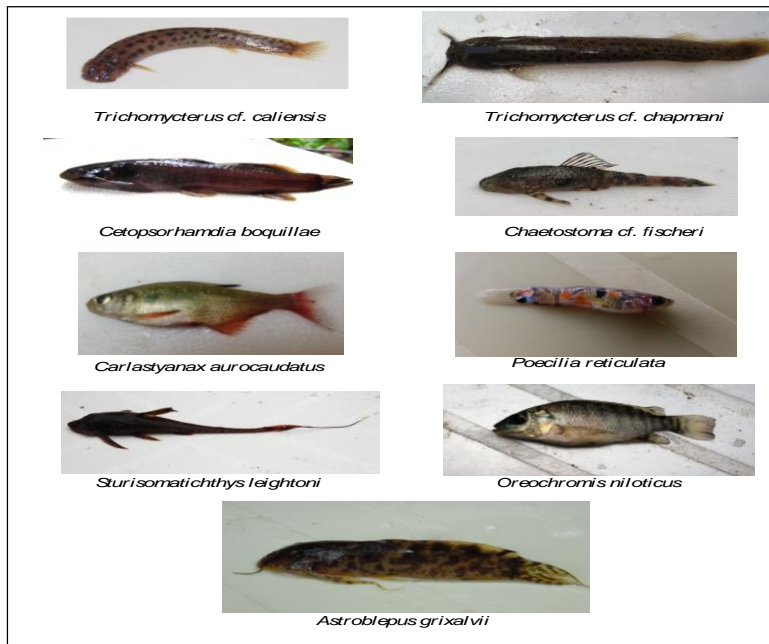 Trichomycterus cf. caliensis
Trichomycterus cf. chapmani
Cetopsorhamdia boquillae
Chaetostoma cf. fischeri
Carlastyanax aurocaudatus
Poecilia reticulata
Sturisomatichthys leightoni
Oreochromis niloticus
Astroblepus grixalvii